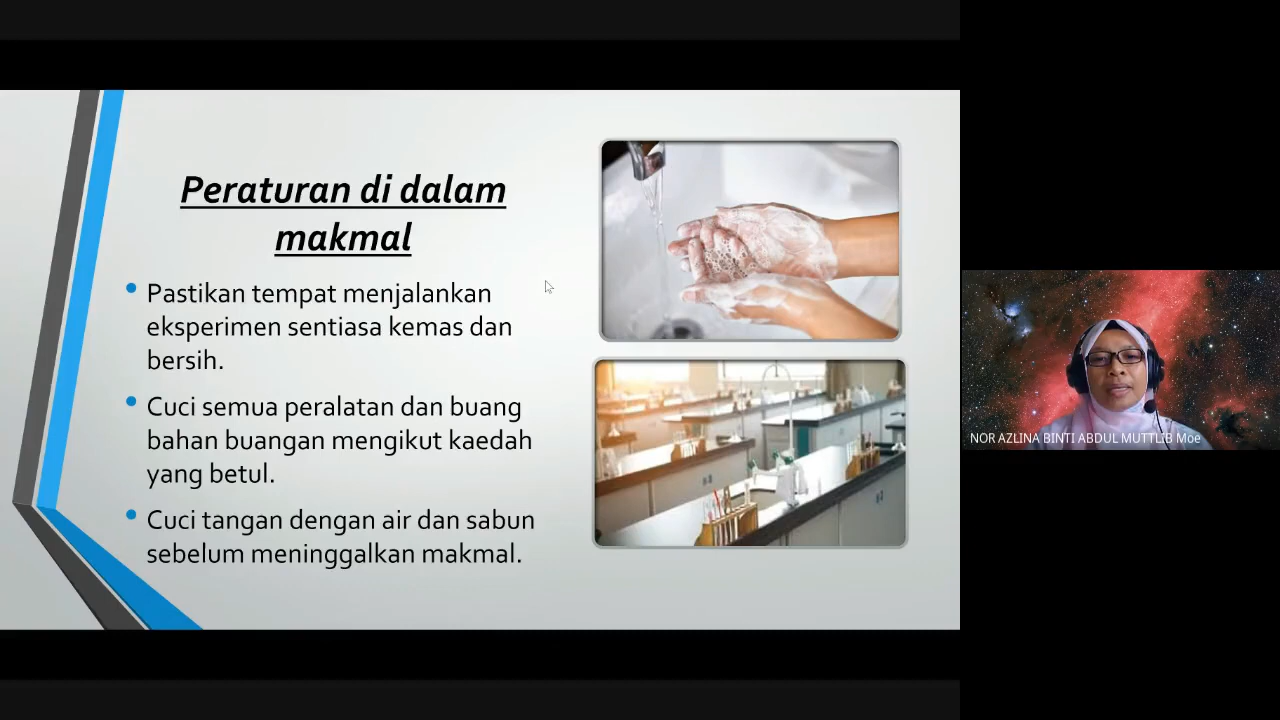 Peraturan di dalam
makmal
• Pastikan tempat menjalankan
eksperimen sentiasa kemas dan
bersih.
• Cuci semua peralatan dan buang
bahan buangan mengikut kaedah
yang betul.
• Cuci tangan dengan air dan sabun
sebelum meninggalkan makmal.
NOR AZLINA BINTI ABDUL MUTTLIB Moe